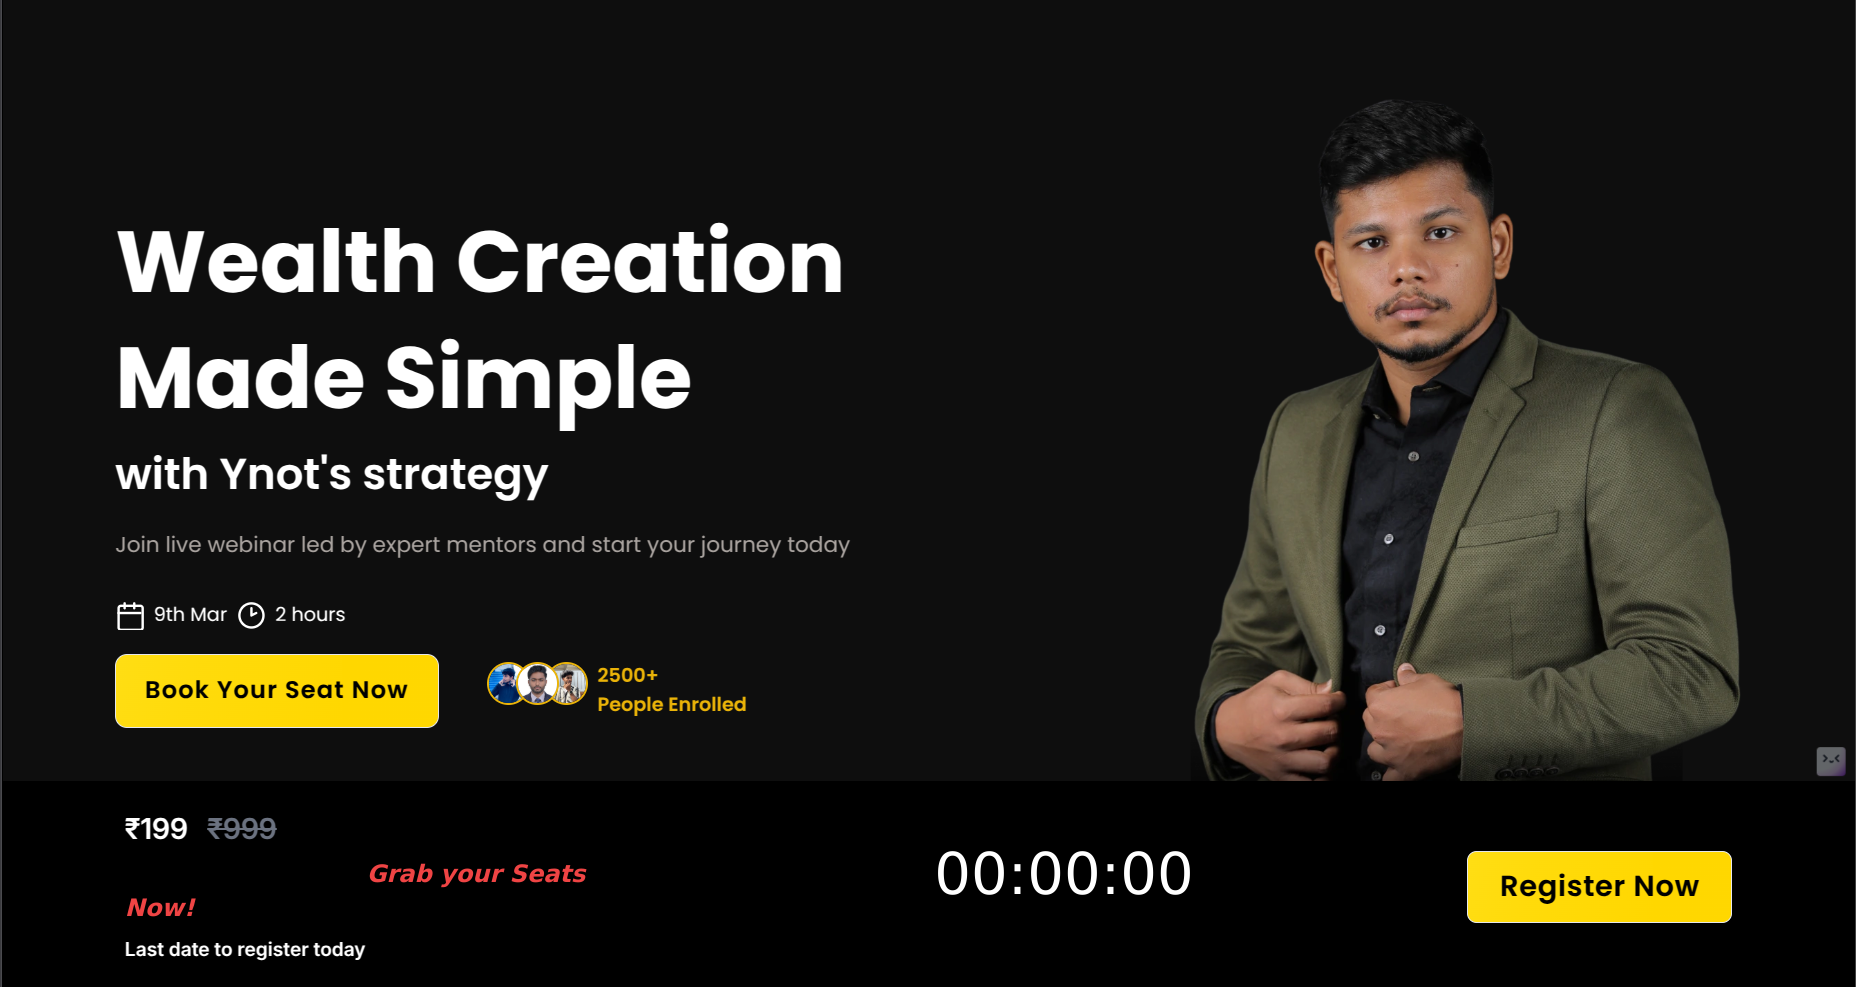 Wealth Creation
Made Simple
with Ynot's strategy
Join live webinar led by expert mentors and start your journey today
9th Mar 2 hours
Book Your Seat Now
2500+
People Enrolled
₹199 ₹999
Grab your Seats
Now!
Last date to register today
00:00:00
Register Now